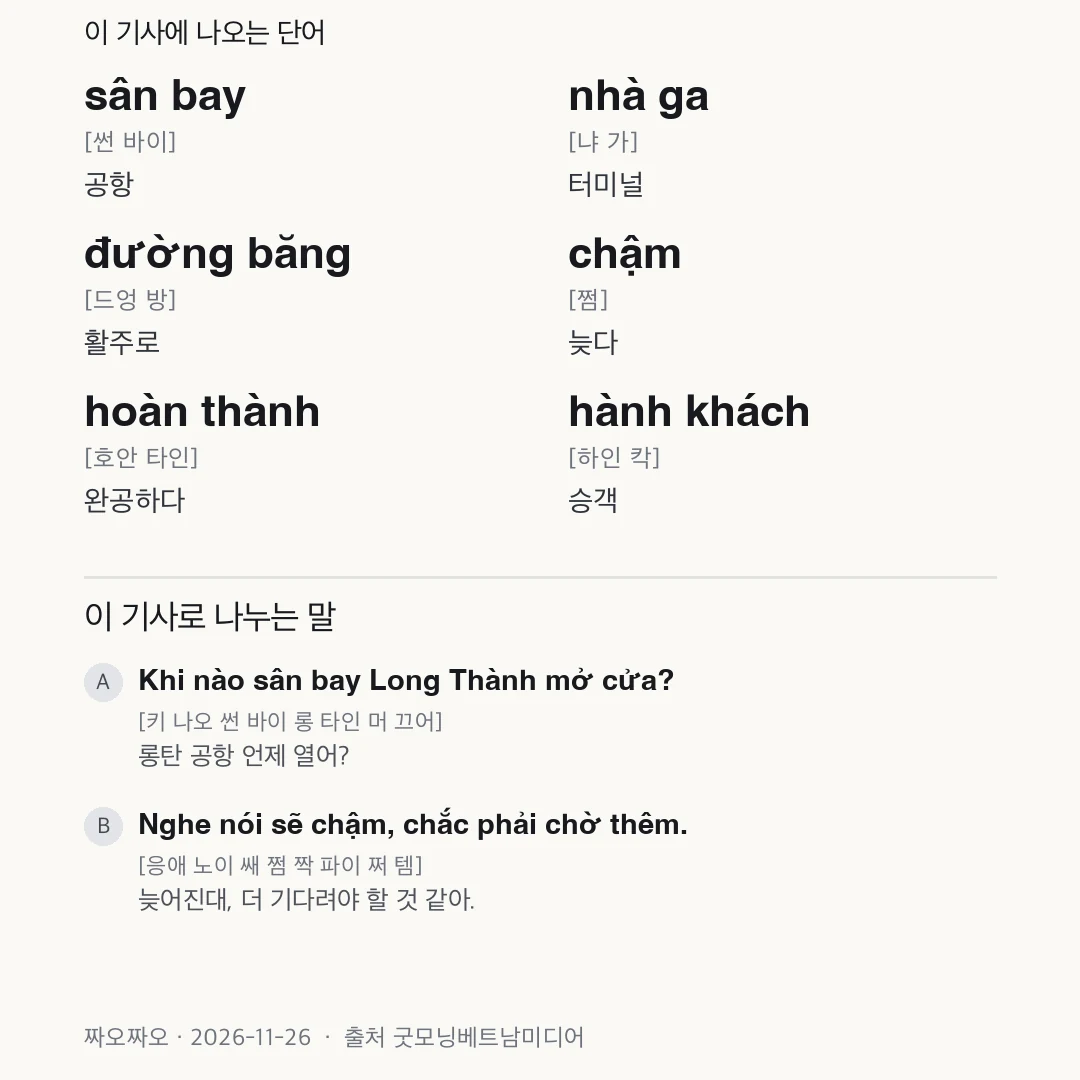 이 기사에 나오는 단어
sân bay
[썬 바이]
공항
nhà ga
[냐 가]
터미널
đường băng
[드엉 방]
활주로
chậm
[쩜]
늦다
hoàn thành
[호안 타인]
완공하다
hành khách
[하인 칵]
승객
이 기사로 나누는 말
A Khi nào sân bay Long Thành mở cửa?
[키 나오 썬 바이 롱 타인 머 끄어]
롱탄 공항 언제 열어?
B Nghe nói sẽ chậm, chắc phải chờ thêm.
[응애 노이 쌔 쩜 짝 파이 쩌 템]
늦어진대, 더 기다려야 할 것 같아.
짜오짜오 · 2026-11-26 · 출처 굿모닝베트남미디어